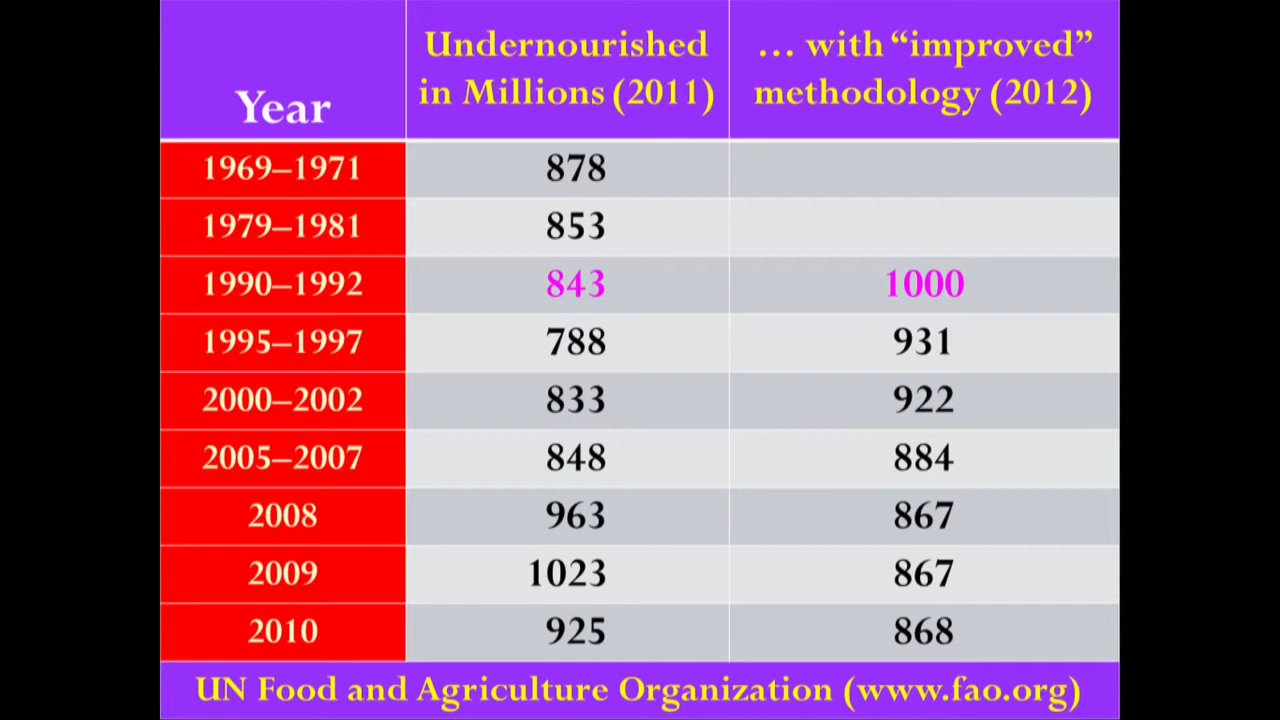 Year
Undernourished
in Millions (2011)
… with “improved”
methodology (2012)
1969–1971 878
1979–1981 853
1990–1992 843 1000
1995–1997 788 931
2000–2002 833 922
2005–2007 848 884
2008 963 867
2009 1023 867
2010 925 868
UN Food and Agriculture Organization (www.fao.org)